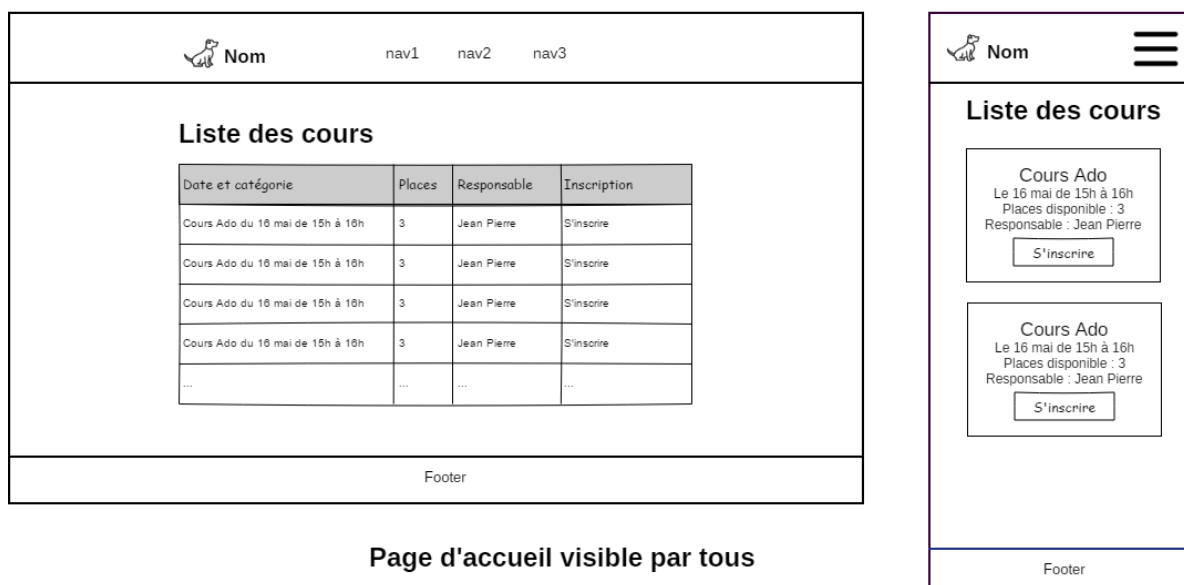 Nom nav1 nav2 nav3
Liste des cours
Date et catégorie Places Responsable Inscription
Cours Ado du 16 mai de 15h à 16h 3 Jean Pierre S'inscrire
Cours Ado du 16 mai de 15h à 16h 3 Jean Pierre S'inscrire
Cours Ado du 16 mai de 15h à 16h 3 Jean Pierre S'inscrire
Cours Ado du 16 mai de 15h à 16h 3 Jean Pierre S'inscrire
... ... ... ...
Footer
Page d'accueil visible par tous
Nom
Liste des cours
Cours Ado
Le 16 mai de 15h à 16h
Places disponible : 3
Responsable : Jean Pierre
S'inscrire
Cours Ado
Le 16 mai de 15h à 16h
Places disponible : 3
Responsable : Jean Pierre
S'inscrire
Footer